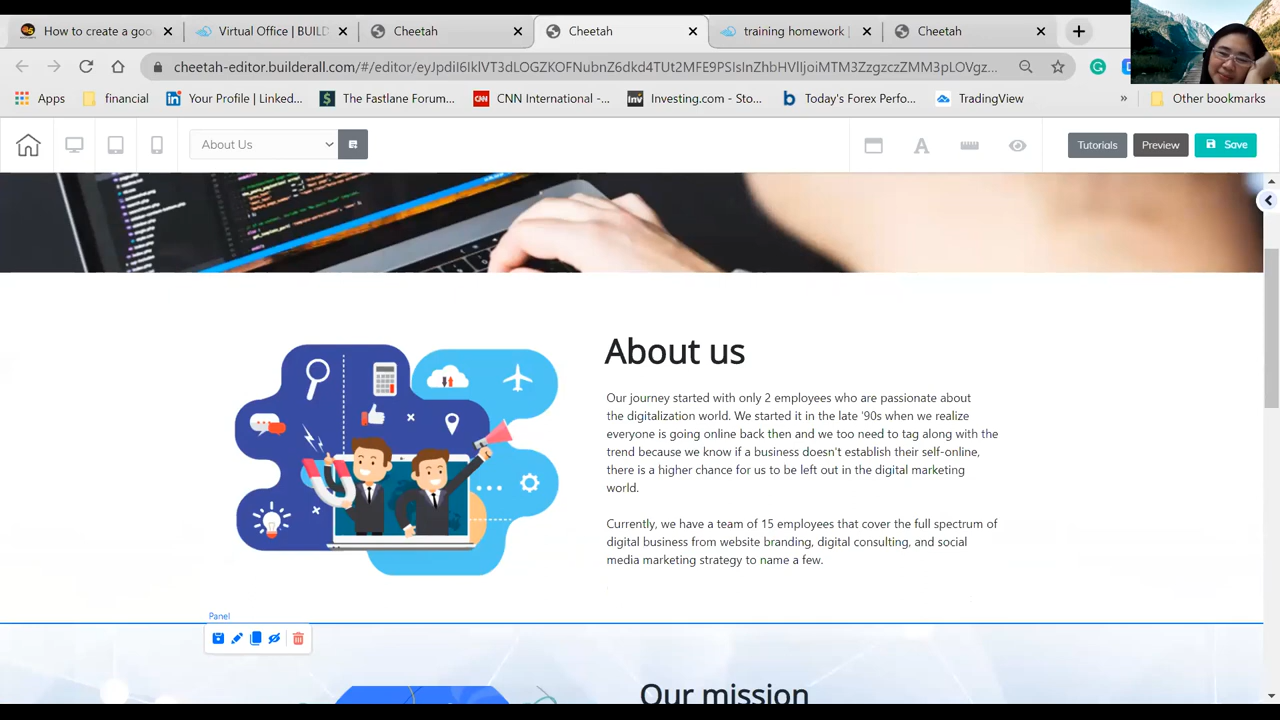 How to create a goo
Virtual Office | BUILD
Cheetah
Cheetah
training homework |
Cheetah
Apps
financial
Your Profile | Linked...
The Fastlane Forum...
CNN International -...
Investing.com - Sto...
Today's Forex Perfo...
TradingView
Other bookmarks
About Us
Tutorials
Preview
Save
About us
Our journey started with only 2 employees who are passionate about
the digitalization world. We started it in the late '90s when we realize
everyone is going online back then and we too need to tag along with the
trend because we know if a business doesn't establish their self-online,
there is a higher chance for us to be left out in the digital marketing
world.
Currently, we have a team of 15 employees that cover the full spectrum of
digital business from website branding, digital consulting, and social
media marketing strategy to name a few.
Panel
Our mission